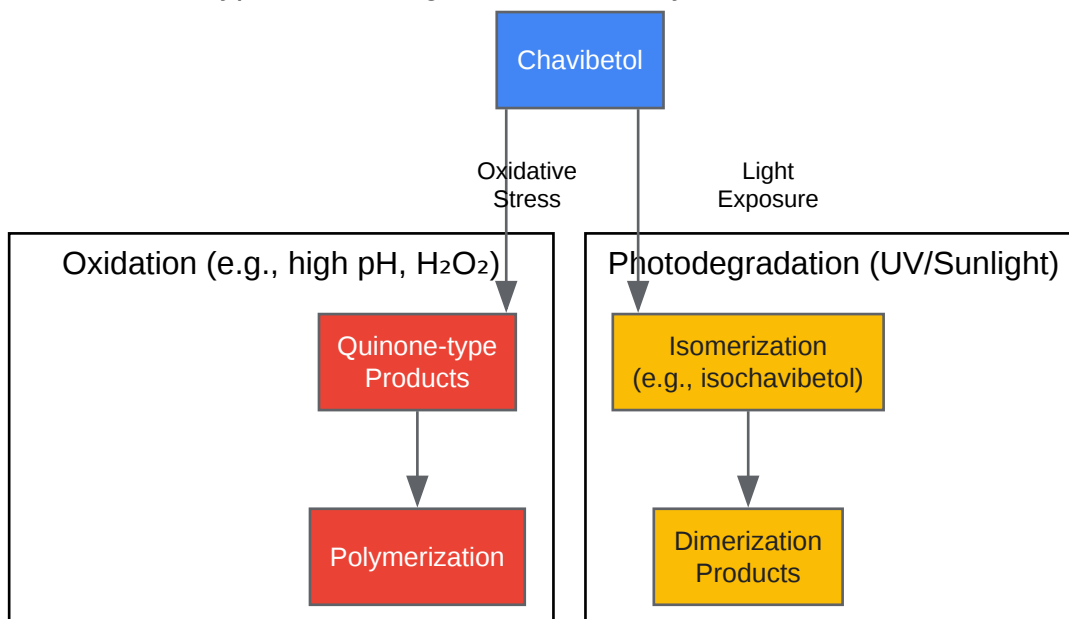 Chavibetol
Oxidative
Stress
Light
Exposure
Oxidation (e.g., high pH, H₂O₂)
Photodegradation (UV/Sunlight)
Quinone-type
Products
Isomerization
(e.g., isochavibetol)
Polymerization
Dimerization
Products